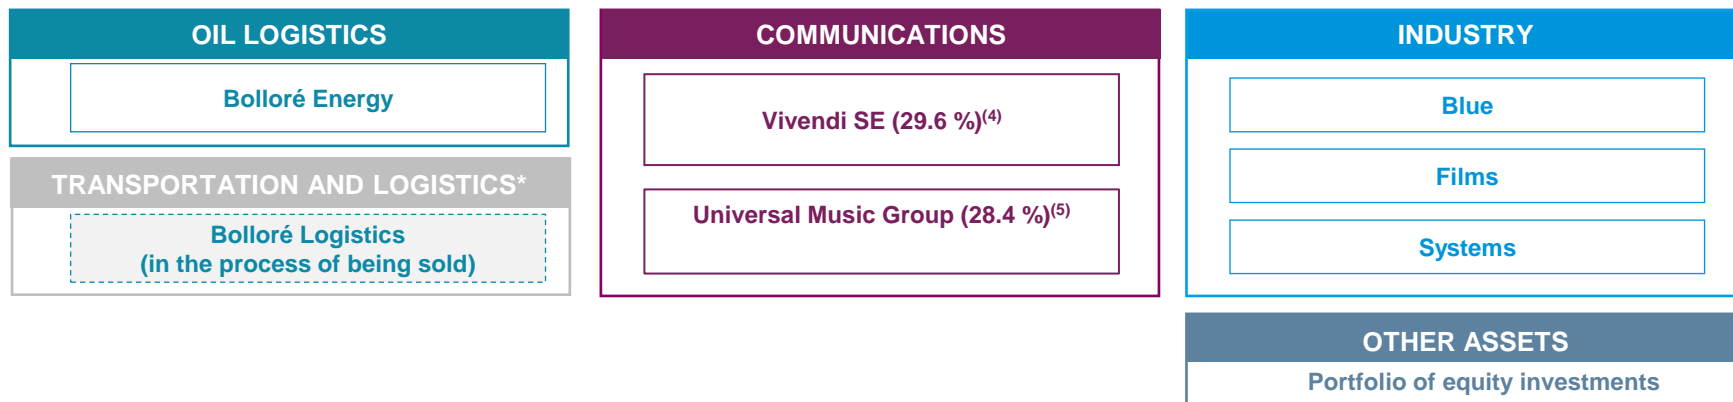 OIL LOGISTICS
Bolloré Energy
TRANSPORTATION AND LOGISTICS*
Bolloré Logistics
(in the process of being sold)
COMMUNICATIONS
Vivendi SE (29.6 %)(4)
Universal Music Group (28.4 %)(5)
INDUSTRY
Blue
Films
Systems
OTHER ASSETS
Portfolio of equity investments